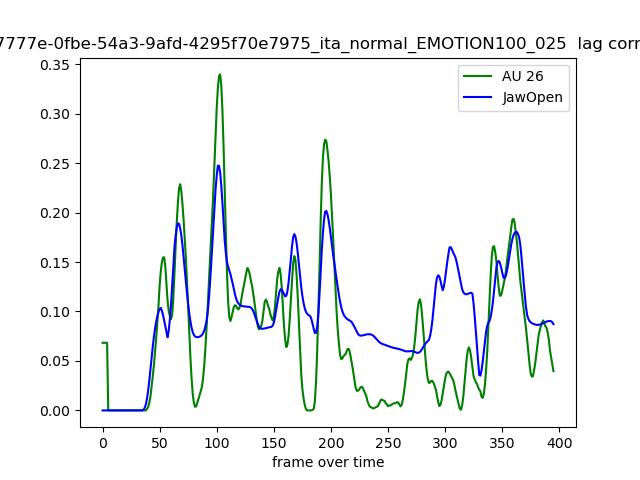 7777e-0fbe-54a3-9afd-4295f70e7975_ita_normal_EMOTION100_025 lag corr
AU 26
JawOpen
0.35
0.30
0.25
0.20
0.15
0.10
0.05
0.00
0 50 100 150 200 250 300 350 400
frame over time